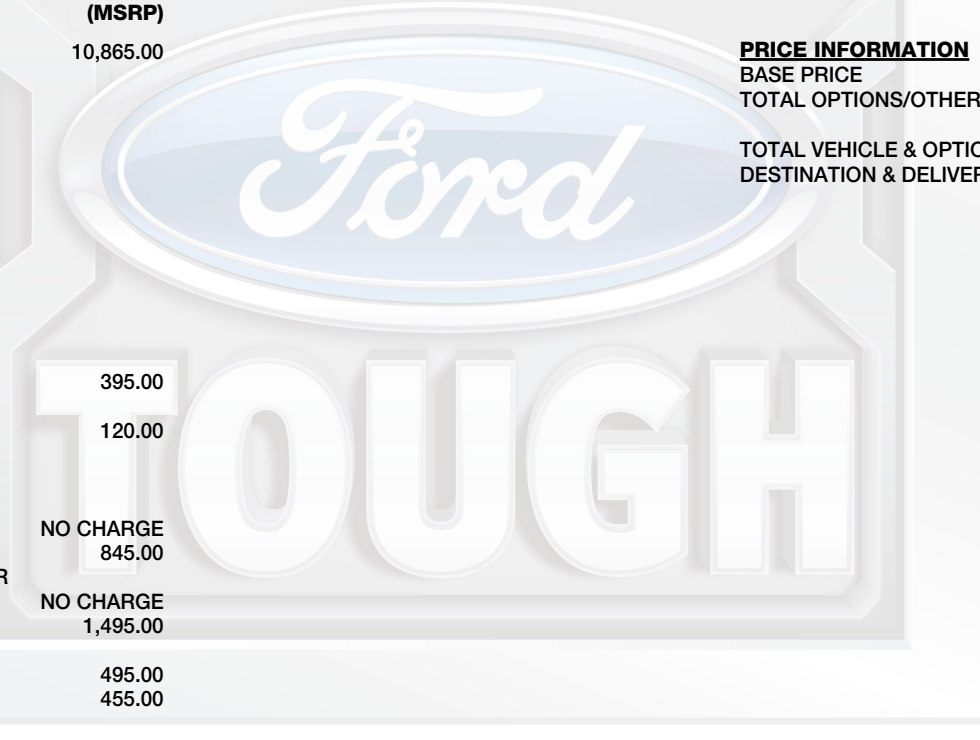 (MSRP)
10,865.00
395.00
120.00
NO CHARGE
845.00
R
NO CHARGE
1,495.00
495.00
455.00
PRICE INFORMATION
BASE PRICE
TOTAL OPTIONS/OTHER
TOTAL VEHICLE & OPTIO
DESTINATION & DELIVER
Ford
TOUGH